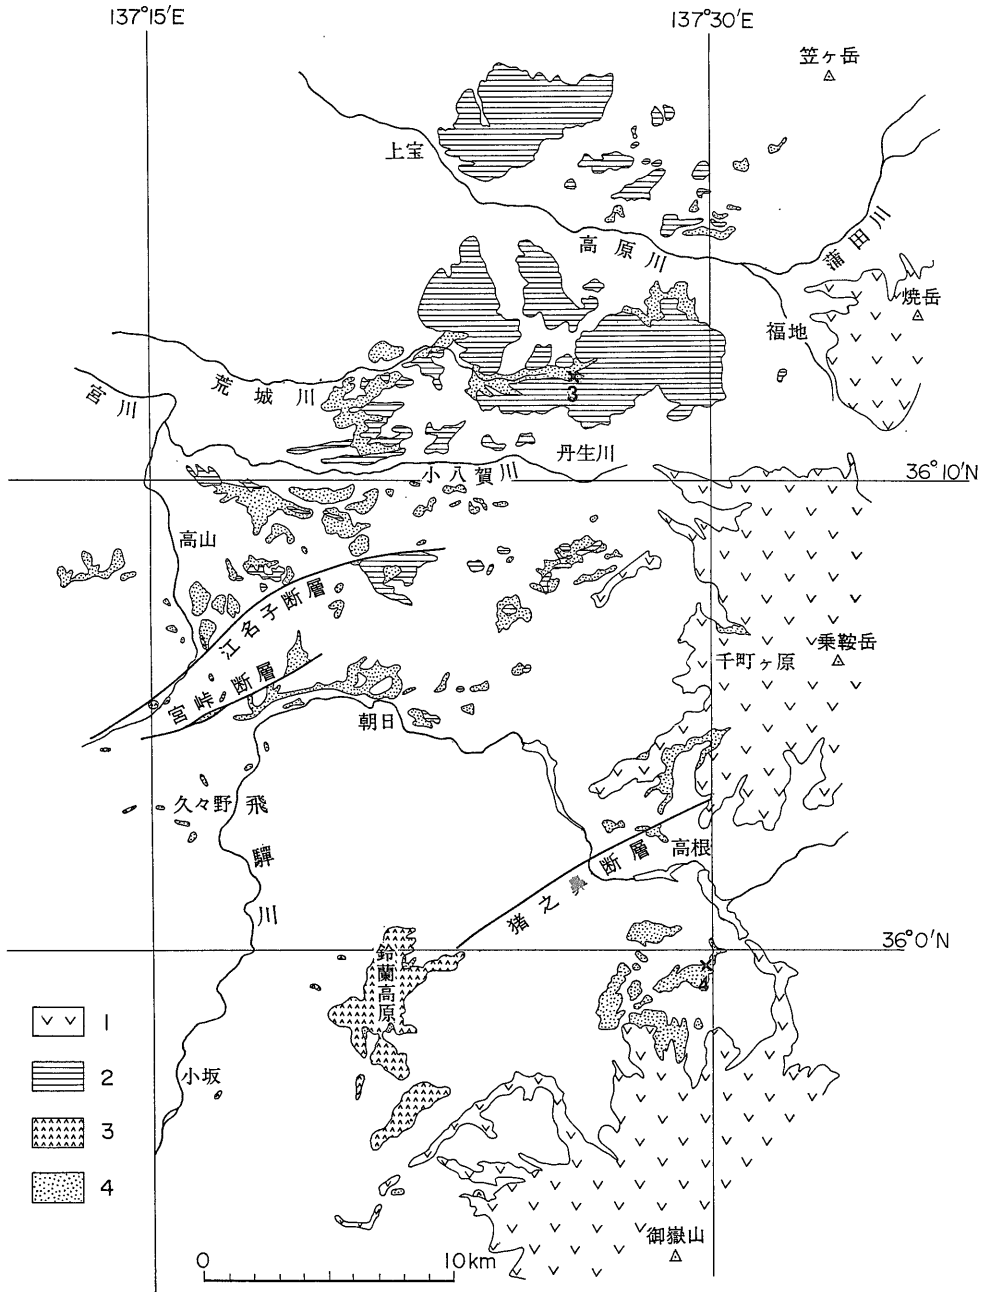 137°15′E
137°30′E
笠ヶ岳
上宝
高原川
蒲田川
焼岳
福地
荒城川
宮川
3
丹生川
小八賀川
36°10′N
高山
江名子断層
宮峠断層
千町ヶ原
乗鞍岳
朝日
久々野
飛驒川
高根
猪之鼻断層
36°0′N
鈴蘭高原
4
小坂
1
2
3
4
御嶽山
0
10km